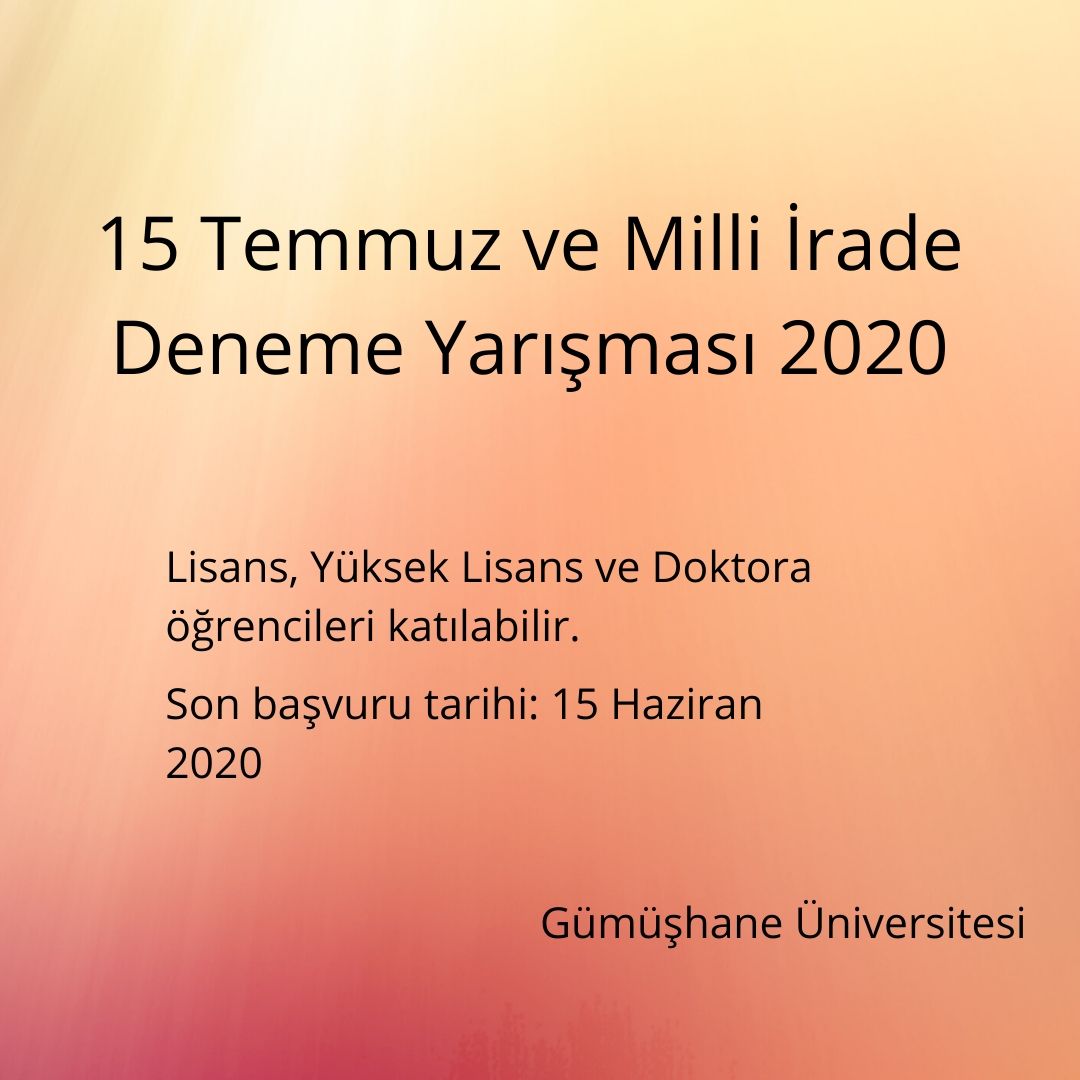 15 Temmuz ve Milli İrade
Deneme Yarışması 2020
Lisans, Yüksek Lisans ve Doktora
öğrencileri katılabilir.
Son başvuru tarihi: 15 Haziran
2020
Gümüşhane Üniversitesi